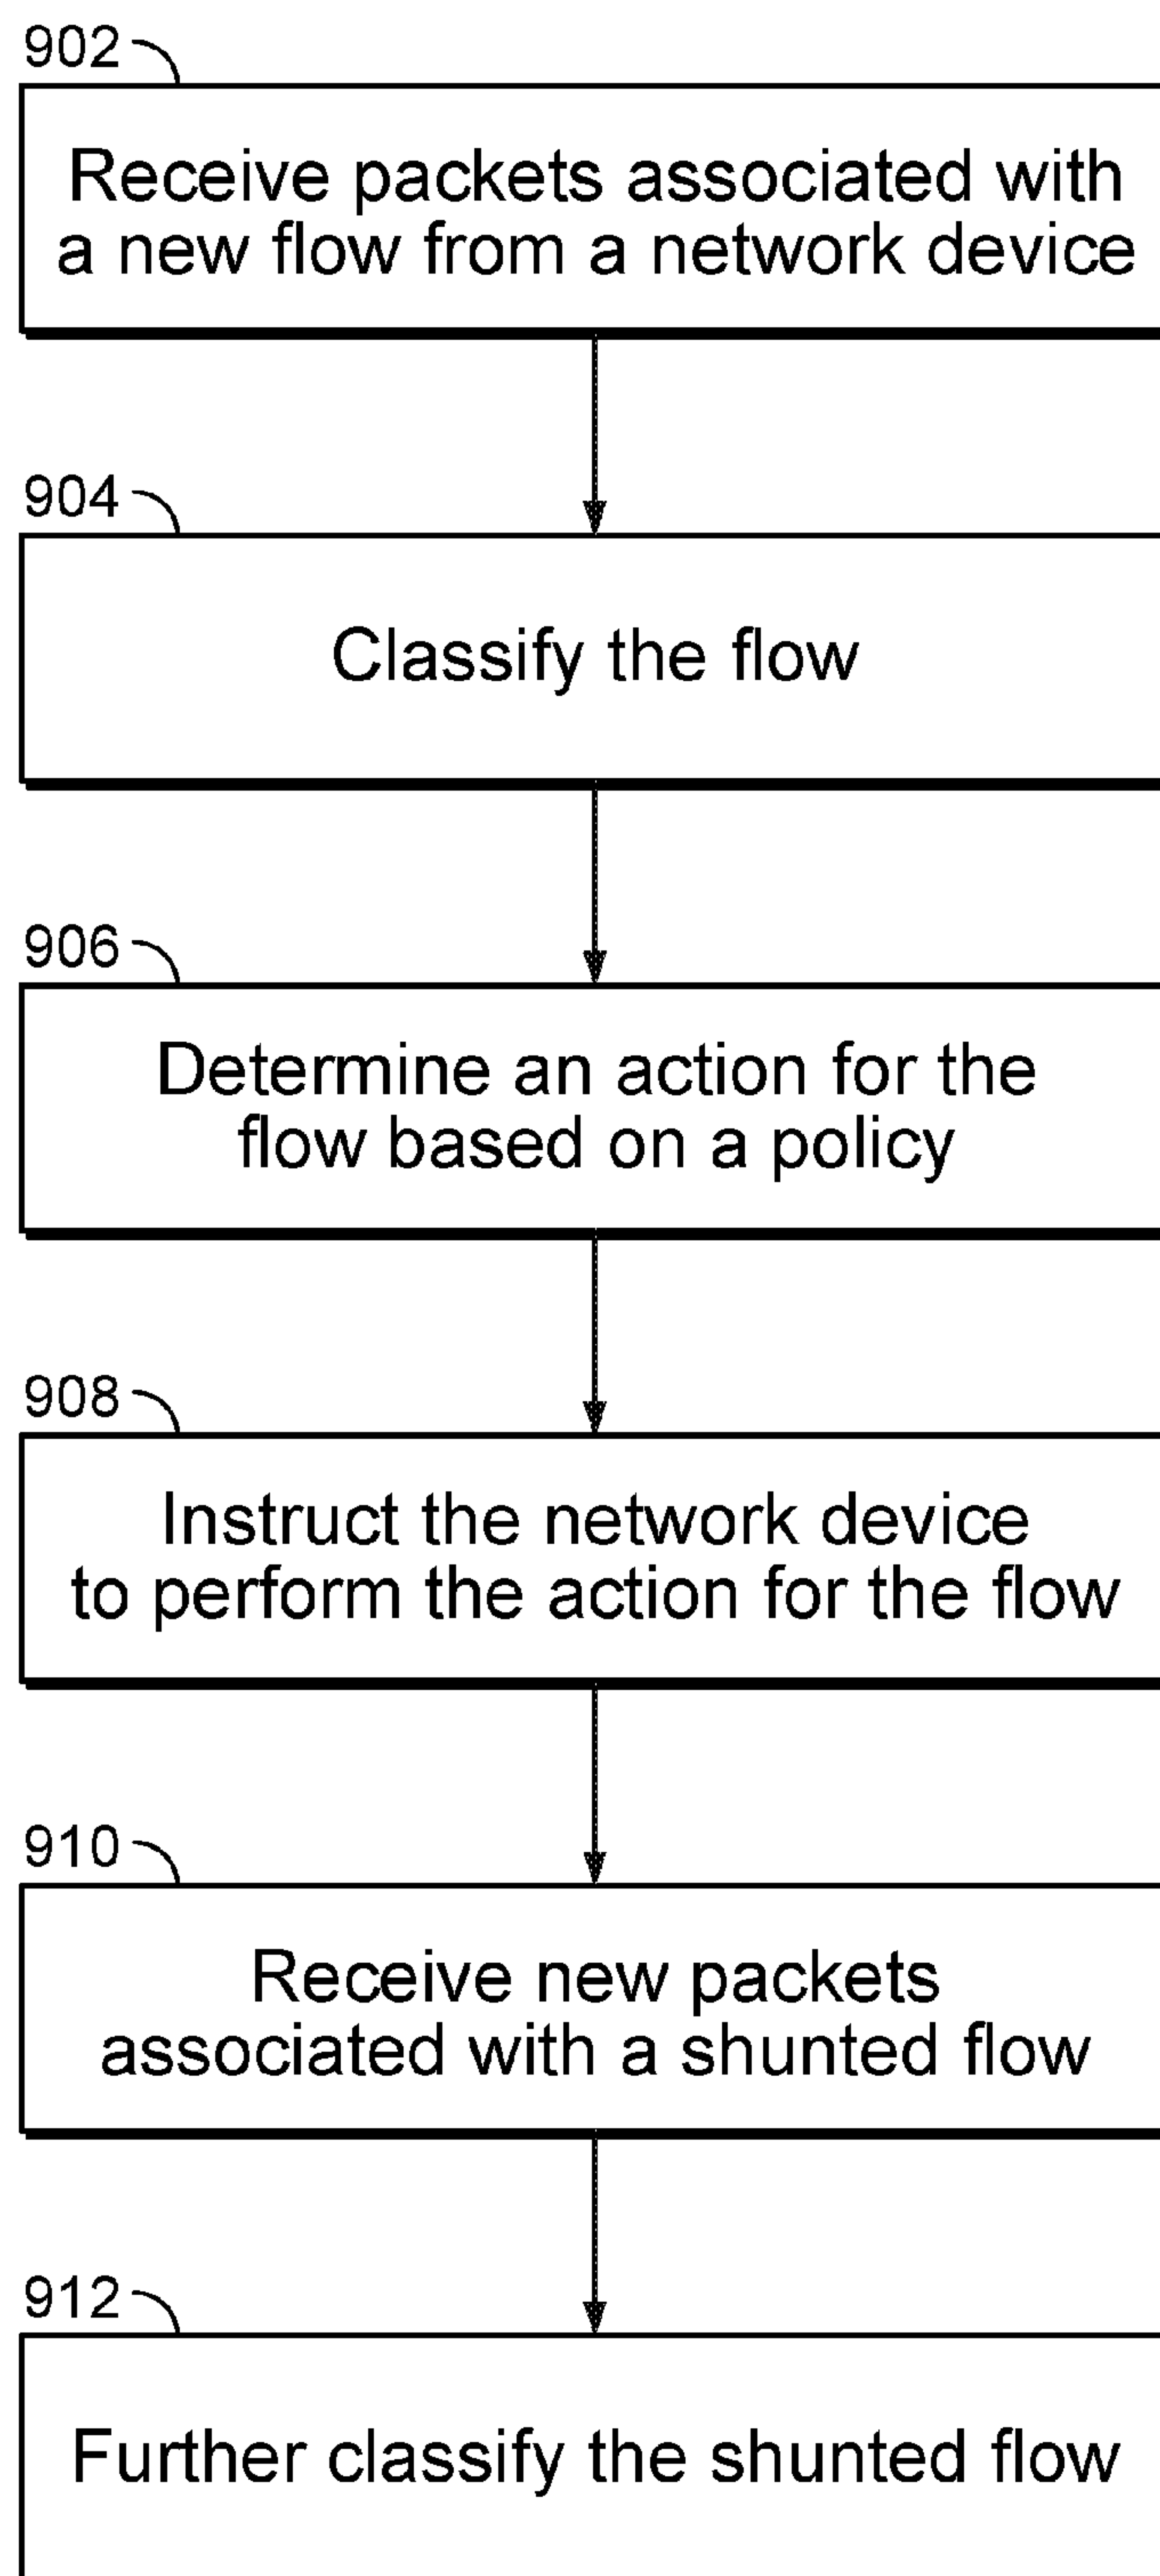 902
Receive packets associated with
a new flow from a network device
904
Classify the flow
906
Determine an action for the
flow based on a policy
908
Instruct the network device
to perform the action for the flow
910
Receive new packets
associated with a shunted flow
912
Further classify the shunted flow